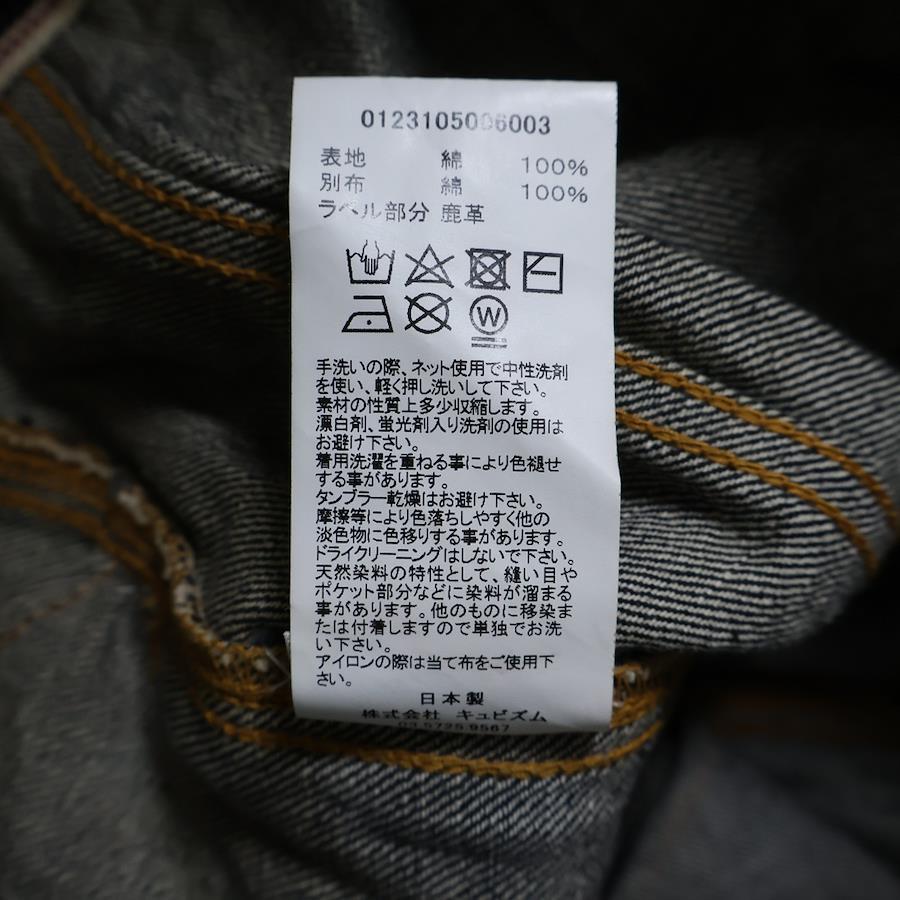 0123105006003
表地 綿 100%
別布 綿 100%
ラベル部分 鹿革
W
手洗いの際、ネット使用で中性洗剤
を使い、軽く押し洗いして下さい。
素材の性質上多少収縮します。
漂白剤、蛍光剤入り洗剤の使用は
お避け下さい。
着用洗濯を重ねる事により色褪せ
する事があります。
タンブラー乾燥はお避け下さい。
摩擦等により色落ちしやすく他の
淡色物に色移りする事があります。
ドライクリーニングはしないで下さい。
天然染料の特性として、縫い目や
ポケット部分などに染料が溜まる
事があります。他のものに移染ま
たは付着しますので単独でお洗
い下さい。
アイロンの際は当て布をご使用下
さい。
日本製
株式会社 キュビズム
03-5725-9567